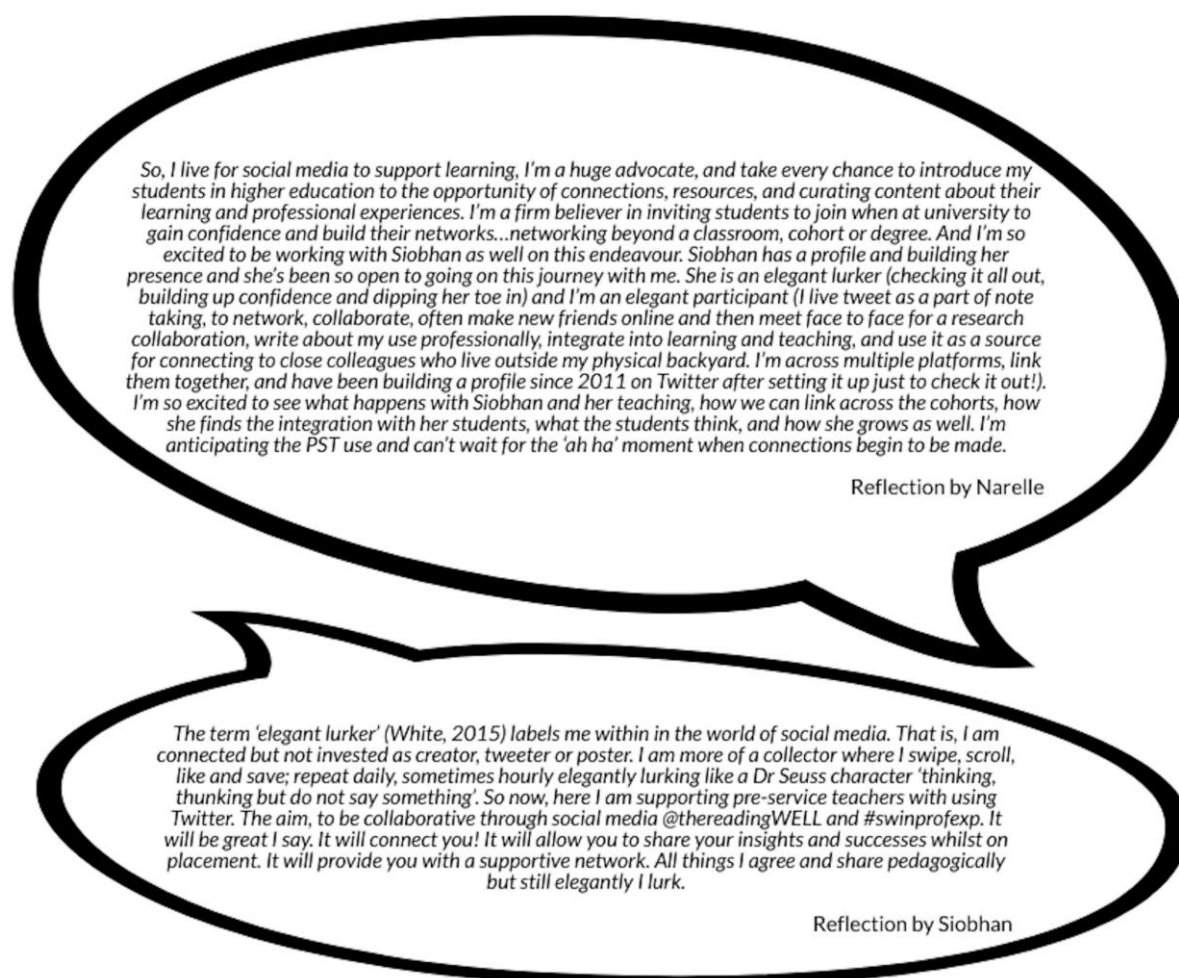 So, I live for social media to support learning, I’m a huge advocate, and take every chance to introduce my
students in higher education to the opportunity of connections, resources, and curating content about their
learning and professional experiences. I’m a firm believer in inviting students to join when at university to
gain confidence and build their networks…networking beyond a classroom, cohort or degree. And I’m so
excited to be working with Siobhan as well on this endeavour. Siobhan has a profile and building her
presence and she’s been so open to going on this journey with me. She is an elegant lurker (checking it all out,
building up confidence and dipping her toe in) and I’m an elegant participant (I live tweet as a part of note
taking, to network, collaborate, often make new friends online and then meet face to face for a research
collaboration, write about my use professionally, integrate into learning and teaching, and use it as a source
for connecting to close colleagues who live outside my physical backyard. I’m across multiple platforms, link
them together, and have been building a profile since 2011 on Twitter after setting it up just to check it out!).
I’m so excited to see what happens with Siobhan and her teaching, how we can link across the cohorts, how
she finds the integration with her students, what the students think, and how she grows as well. I’m
anticipating the PST use and can’t wait for the ‘ah ha’ moment when connections begin to be made.
Reflection by Narelle
The term ‘elegant lurker’ (White, 2015) labels me within in the world of social media. That is, I am
connected but not invested as creator, tweeter or poster. I am more of a collector where I swipe, scroll,
like and save; repeat daily, sometimes hourly elegantly lurking like a Dr Seuss character ‘thinking,
thunking but do not say something’. So now, here I am supporting pre-service teachers with using
Twitter. The aim, to be collaborative through social media @thereadingWELL and #swinprofexp. It
will be great I say. It will connect you! It will allow you to share your insights and successes whilst on
placement. It will provide you with a supportive network. All things I agree and share pedagogically
but still elegantly I lurk.
Reflection by Siobhan